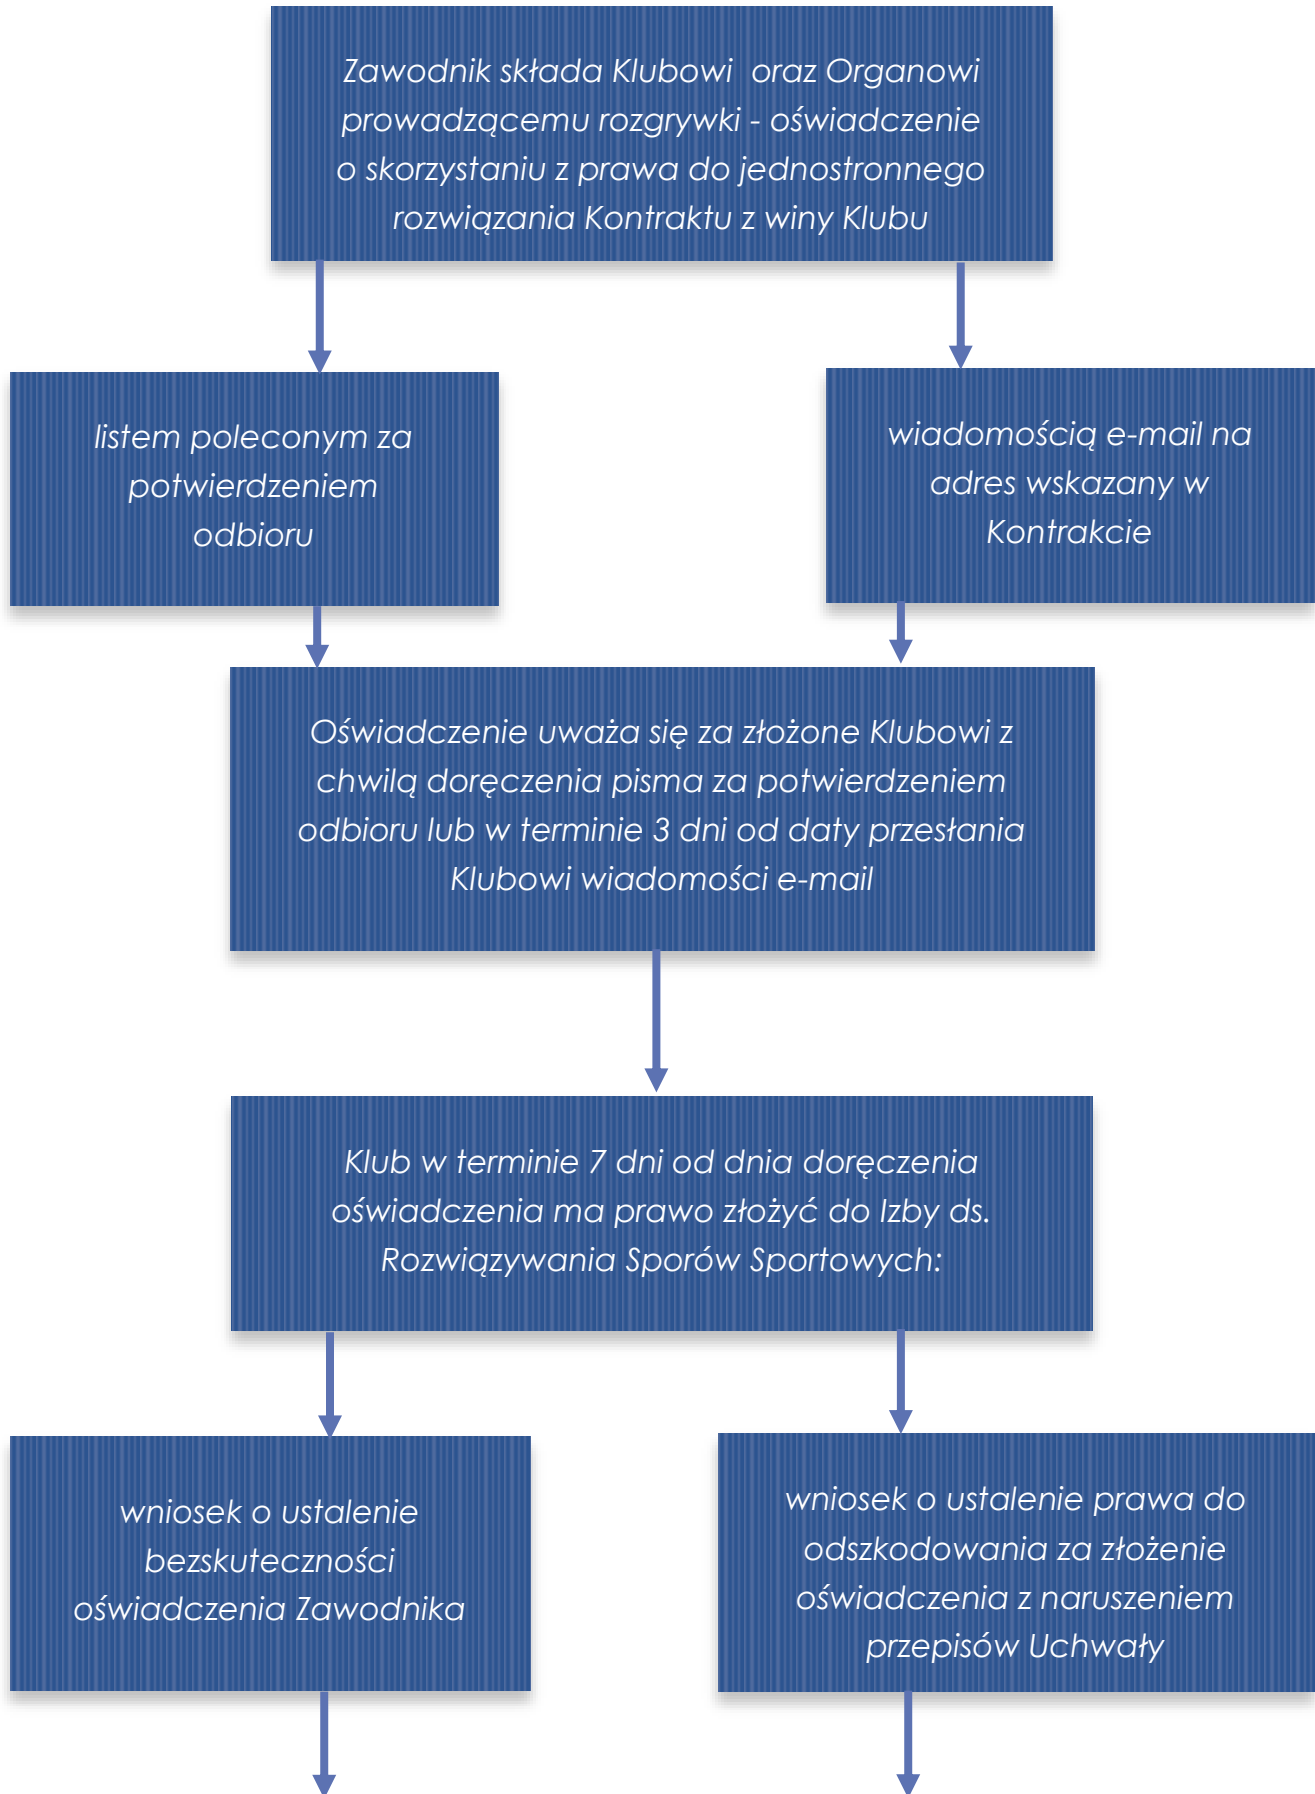 Zawodnik składa Klubowi oraz Organowi
prowadzącemu rozgrywki - oświadczenie
o skorzystaniu z prawa do jednostronnego
rozwiązania Kontraktu z winy Klubu
listem poleconym za
potwierdzeniem
odbioru
wiadomością e-mail na
adres wskazany w
Kontrakcie
Oświadczenie uważa się za złożone Klubowi z
chwilą doręczenia pisma za potwierdzeniem
odbioru lub w terminie 3 dni od daty przesłania
Klubowi wiadomości e-mail
Klub w terminie 7 dni od dnia doręczenia
oświadczenia ma prawo złożyć do Izby ds.
Rozwiązywania Sporów Sportowych:
wniosek o ustalenie
bezskuteczności
oświadczenia Zawodnika
wniosek o ustalenie prawa do
odszkodowania za złożenie
oświadczenia z naruszeniem
przepisów Uchwały